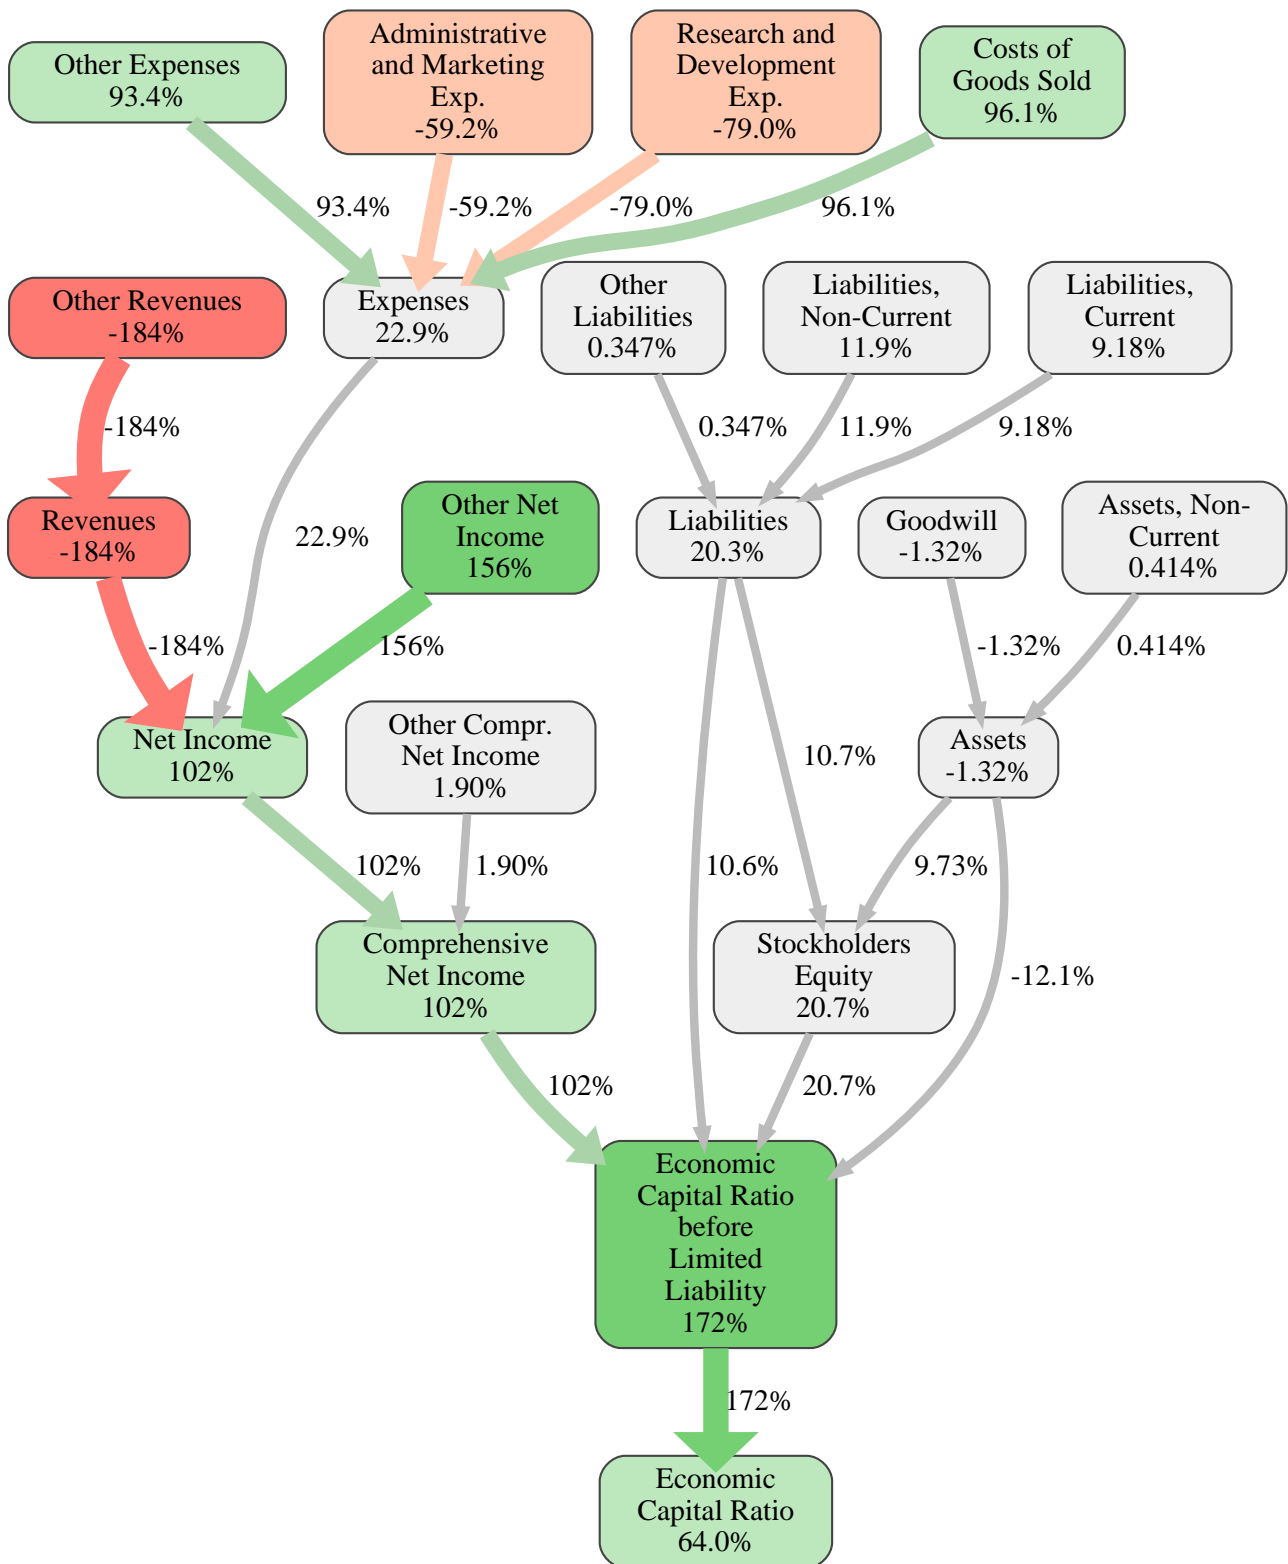 Other Expenses
93.4%
Administrative
and Marketing
Exp.
-59.2%
Research and
Development
Exp.
-79.0%
Costs of
Goods Sold
96.1%
93.4%
-59.2%
-79.0%
96.1%
Other Revenues
-184%
Expenses
22.9%
Other
Liabilities
0.347%
Liabilities,
Non-Current
11.9%
Liabilities,
Current
9.18%
-184%
0.347%
11.9%
9.18%
Revenues
-184%
22.9%
Other Net
Income
156%
Liabilities
20.3%
Goodwill
-1.32%
Assets, Non-
Current
0.414%
-184%
156%
-1.32%
0.414%
Net Income
102%
Other Compr.
Net Income
1.90%
10.7%
Assets
-1.32%
102%
1.90%
10.6%
9.73%
Comprehensive
Net Income
102%
Stockholders
Equity
20.7%
-12.1%
102%
20.7%
Economic
Capital Ratio
before
Limited
Liability
172%
172%
Economic
Capital Ratio
64.0%